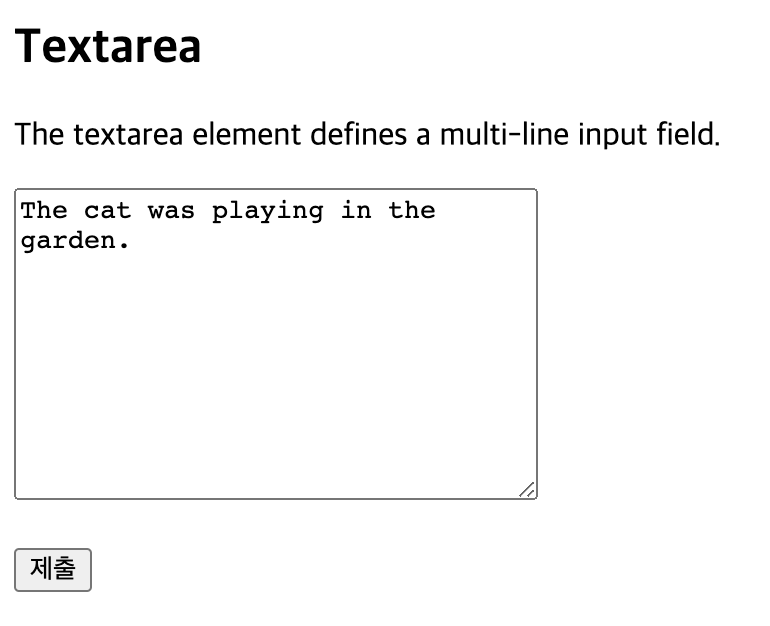 Textarea
The textarea element defines a multi-line input field.
The cat was playing in the
garden.
제출